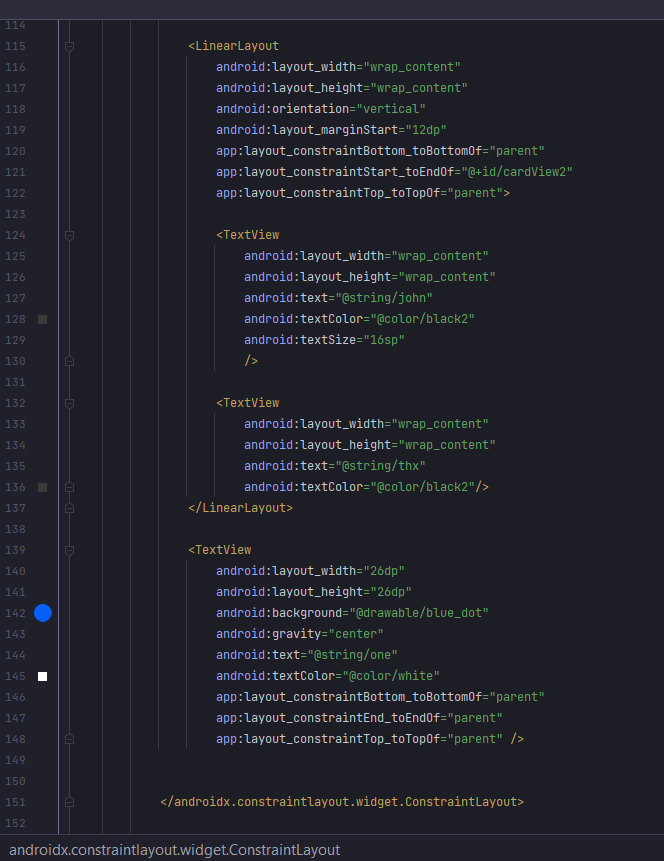 114
115 <LinearLayout
116 android:layout_width="wrap_content"
117 android:layout_height="wrap_content"
118 android:orientation="vertical"
119 android:layout_marginStart="12dp"
120 app:layout_constraintBottom_toBottomOf="parent"
121 app:layout_constraintStart_toEndOf="@+id/cardView2"
122 app:layout_constraintTop_toTopOf="parent">
123
124 <TextView
125 android:layout_width="wrap_content"
126 android:layout_height="wrap_content"
127 android:text="@string/john"
128 android:textColor="@color/black2"
129 android:textSize="16sp"
130 />
131
132 <TextView
133 android:layout_width="wrap_content"
134 android:layout_height="wrap_content"
135 android:text="@string/thx"
136 android:textColor="@color/black2"/>
137 </LinearLayout>
138
139 <TextView
140 android:layout_width="26dp"
141 android:layout_height="26dp"
142 android:background="@drawable/blue_dot"
143 android:gravity="center"
144 android:text="@string/one"
145 android:textColor="@color/white"
146 app:layout_constraintBottom_toBottomOf="parent"
147 app:layout_constraintEnd_toEndOf="parent"
148 app:layout_constraintTop_toTopOf="parent" />
149
150
151 </androidx.constraintlayout.widget.ConstraintLayout>
152
androidx.constraintlayout.widget.ConstraintLayout